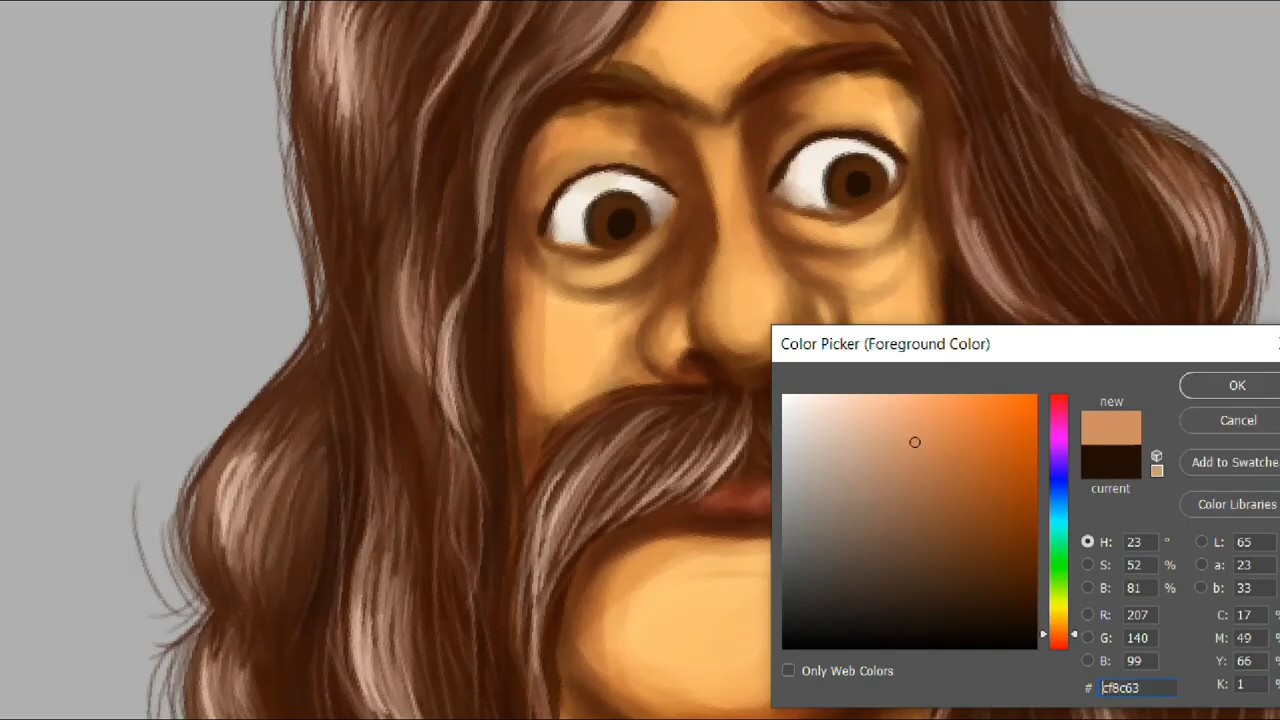 Color Picker (Foreground Color)
new
current
OK
Cancel
Add to Swatche
Color Libraries
H: 23 °
S: 52 %
B: 81 %
R: 207
G: 140
B: 99
# cf8c63
L: 65
a: 23
b: 33
C: 17 %
M: 49 %
Y: 66 %
K: 1 %
Only Web Colors